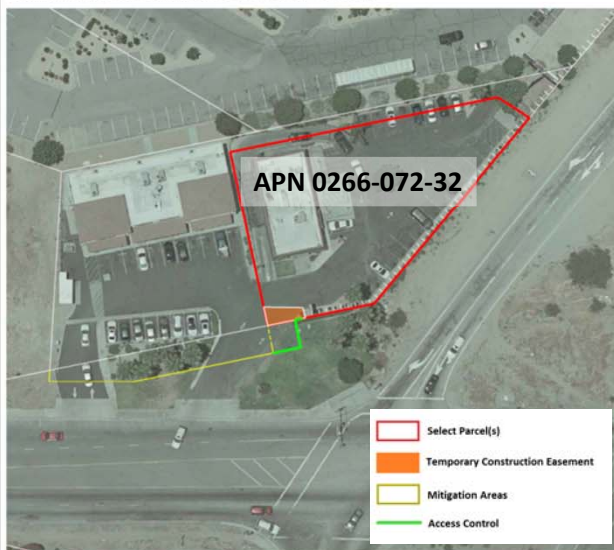 APN 0266-072-32
Select Parcel(s)
Temporary Construction Easement
Mitigation Areas
Access Control